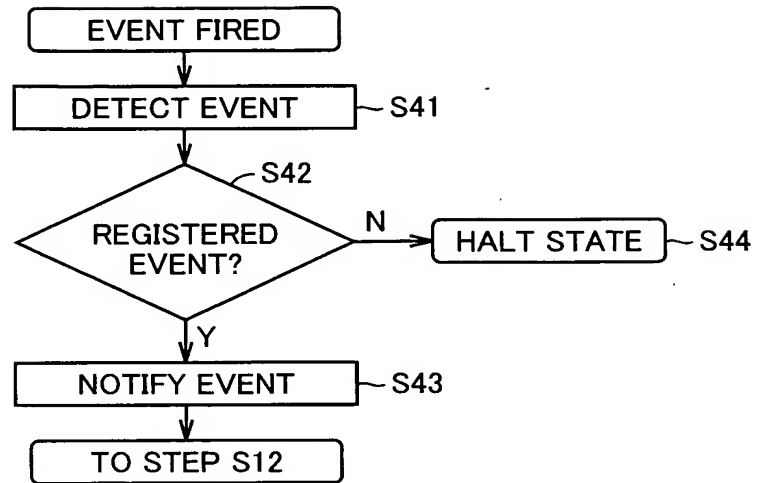 EVENT FIRED
DETECT EVENT
S41
S42
REGISTERED
EVENT?
N
HALT STATE
S44
Y
NOTIFY EVENT
S43
TO STEP S12